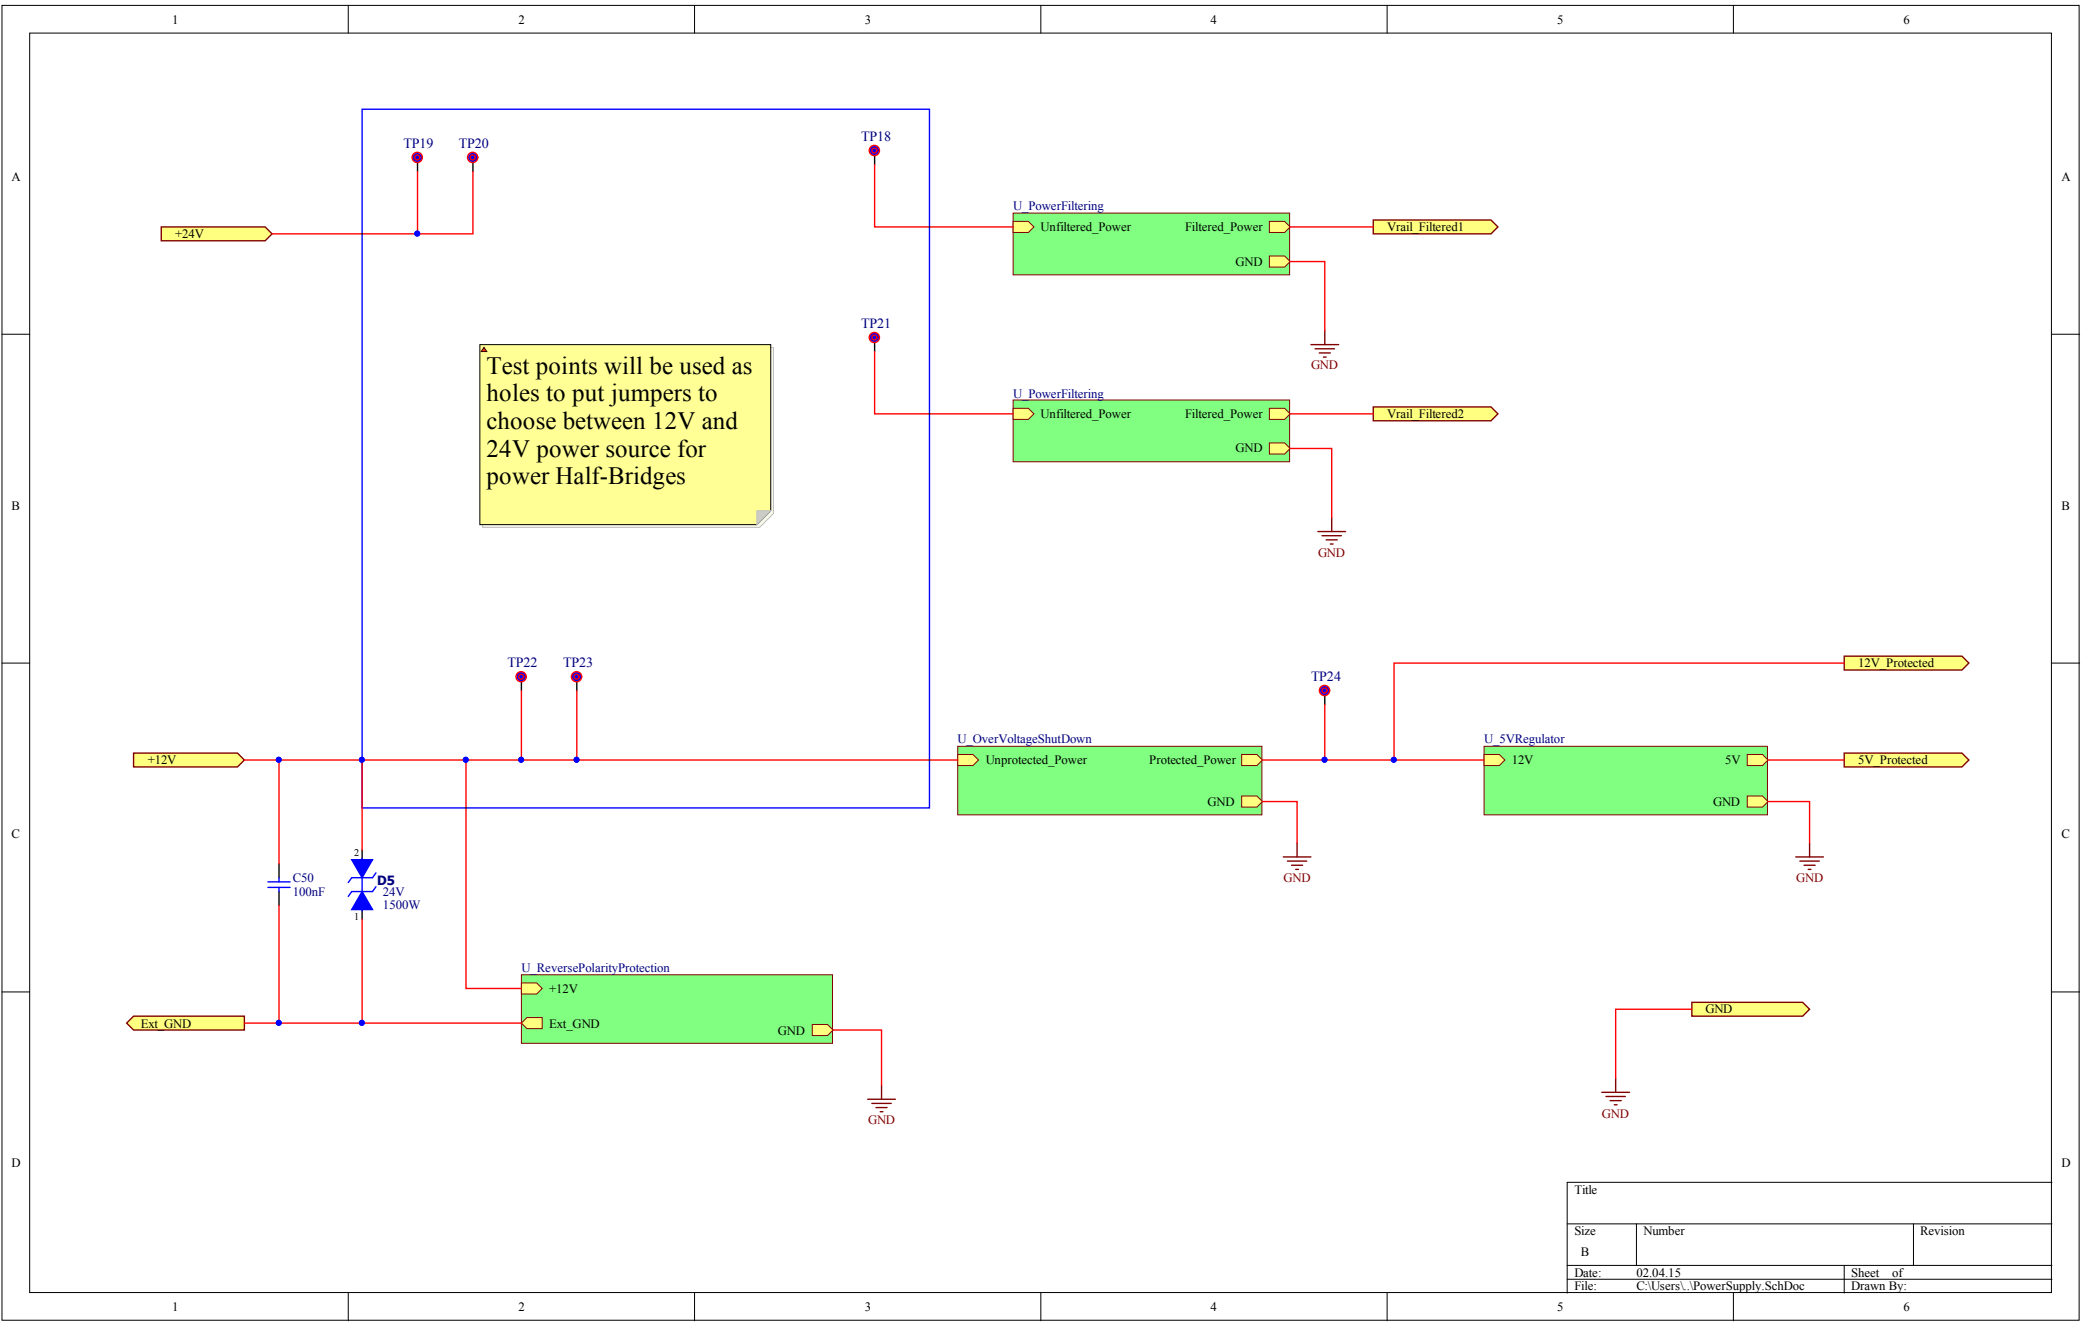 1 2 3 4 5 6
TP19 TP20 TP18
A A
U_PowerFiltering
+24V
Unfiltered_Power Filtered_Power Vrail_Filtered1
GND
TP21
GND
Test points will be used as
holes to put jumpers to
choose between 12V and
24V power source for
power Half-Bridges
U_PowerFiltering
Unfiltered_Power Filtered_Power Vrail_Filtered2
GND
B B
GND
TP22 TP23 TP24 12V_Protected
U_OverVoltageShutDown U_5VRegulator
+12V Unprotected_Power Protected_Power 12V 5V 5V_Protected
GND GND
C C
2
C50 D5
100nF 24V
1500W
1
GND GND
U_ReversePolarityProtection
+12V
Ext_GND Ext_GND GND
GND
GND GND
D D
Title
Size Number Revision
B
Date: 02.04.15 Sheet of
File: C:\Users\..\PowerSupply.SchDoc Drawn By:
1 2 3 4 5 6